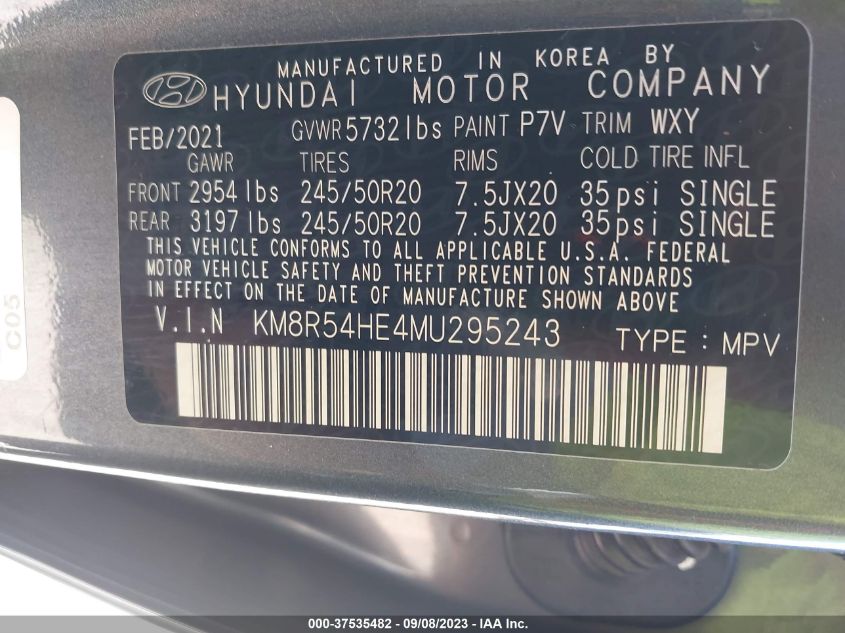 MANUFACTURED IN KOREA BY
HYUNDAI MOTOR COMPANY
FEB/2021 GVWR 5732 lbs PAINT P7V TRIM WXY
GAWR TIRES RIMS COLD TIRE INFL
FRONT 2954 lbs 245/50R20 7.5JX20 35psi SINGLE
REAR 3197 lbs 245/50R20 7.5JX20 35psi SINGLE
THIS VEHICLE CONFORMS TO ALL APPLICABLE U.S.A. FEDERAL
MOTOR VEHICLE SAFETY AND THEFT PREVENTION STANDARDS
IN EFFECT ON THE DATE OF MANUFACTURE SHOWN ABOVE
V.I.N KM8R54HE4MU295243 TYPE : MPV
C05
000-37535482 - 09/08/2023 - Copyright IAA, Inc.